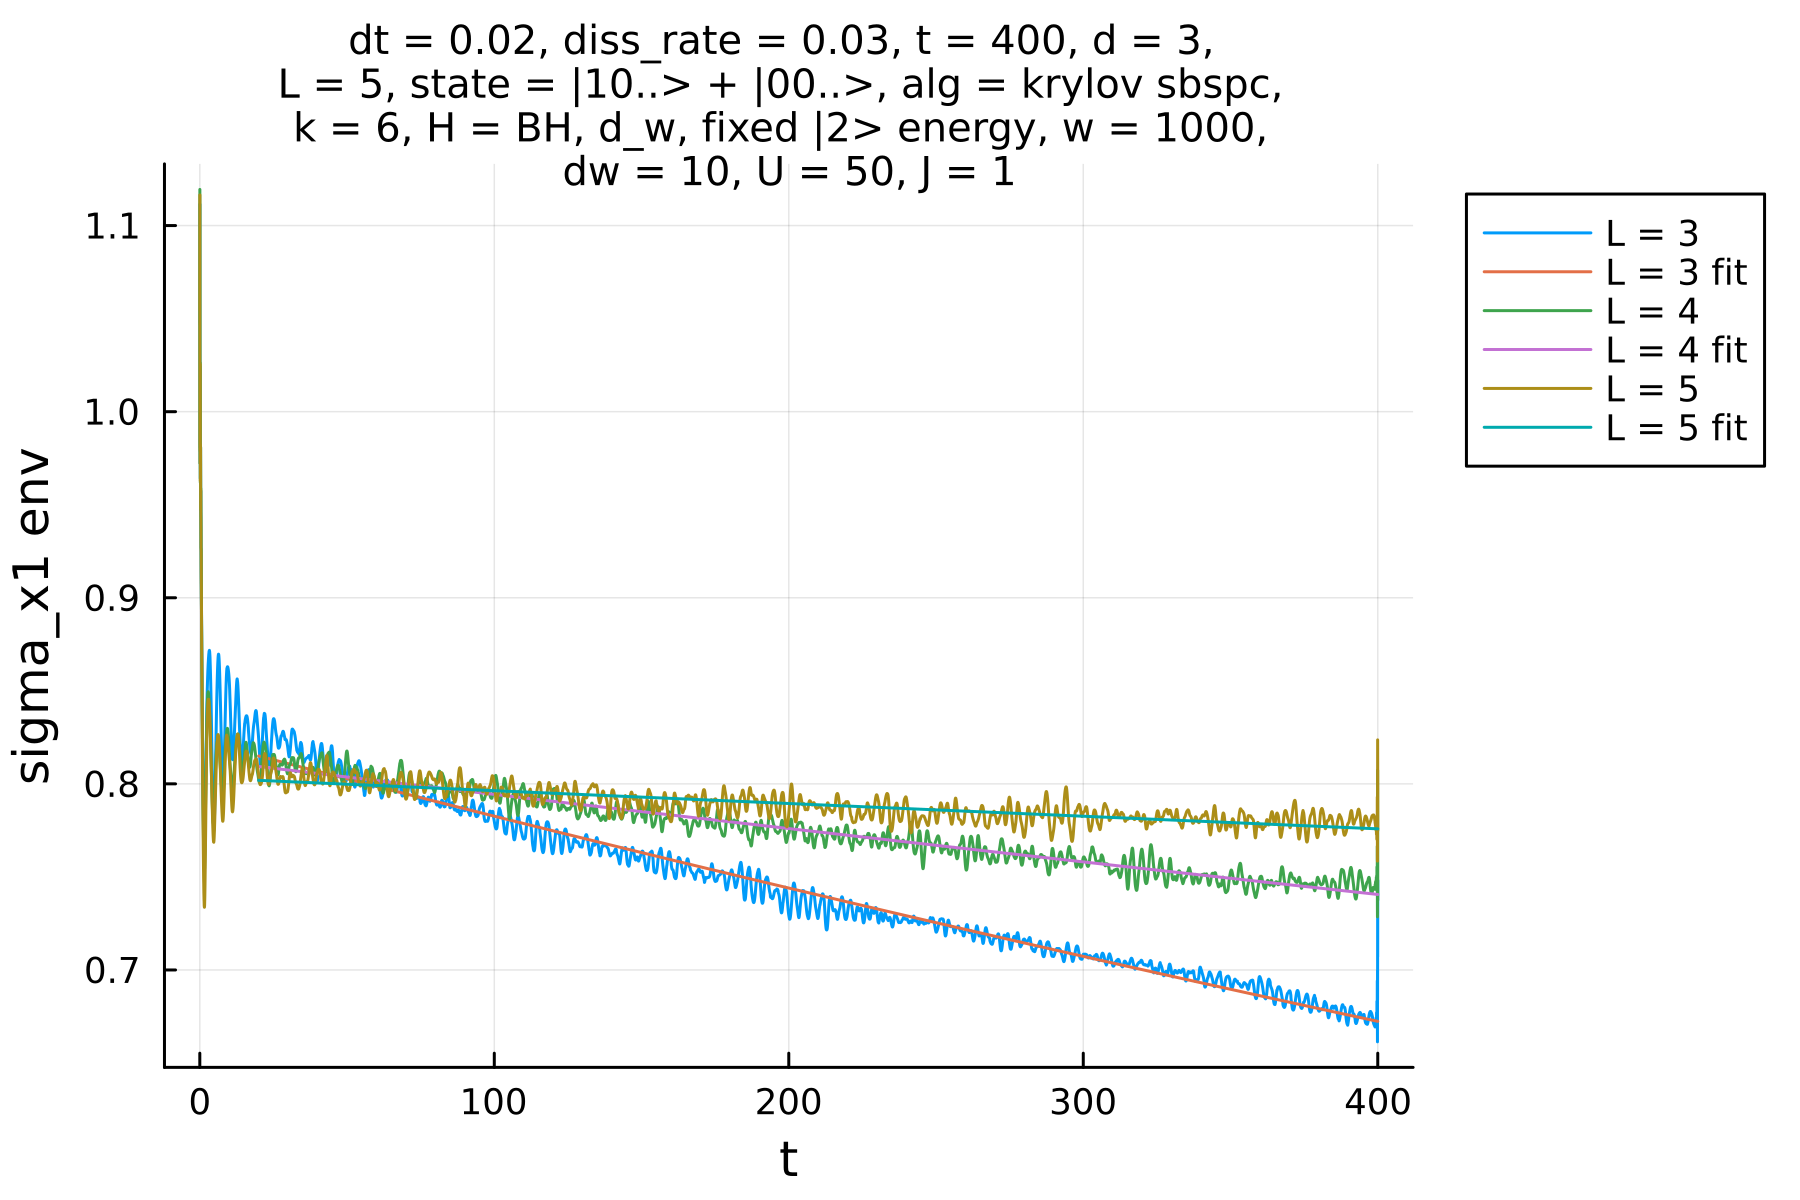 dt = 0.02, diss_rate = 0.03, t = 400, d = 3,
L = 5, state = |10..> + |00..>, alg = krylov sbspc,
k = 6, H = BH, d_w, fixed |2> energy, w = 1000,
dw = 10, U = 50, J = 1
sigma_x1 env
1.1
1.0
0.9
0.8
0.7
0 100 200 300 400
t
L = 3
L = 3 fit
L = 4
L = 4 fit
L = 5
L = 5 fit